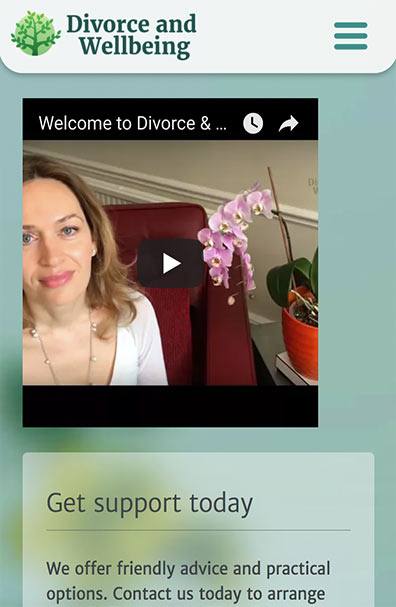 Divorce and
Wellbeing
Welcome to Divorce & ...
Get support today
We offer friendly advice and practical
options. Contact us today to arrange